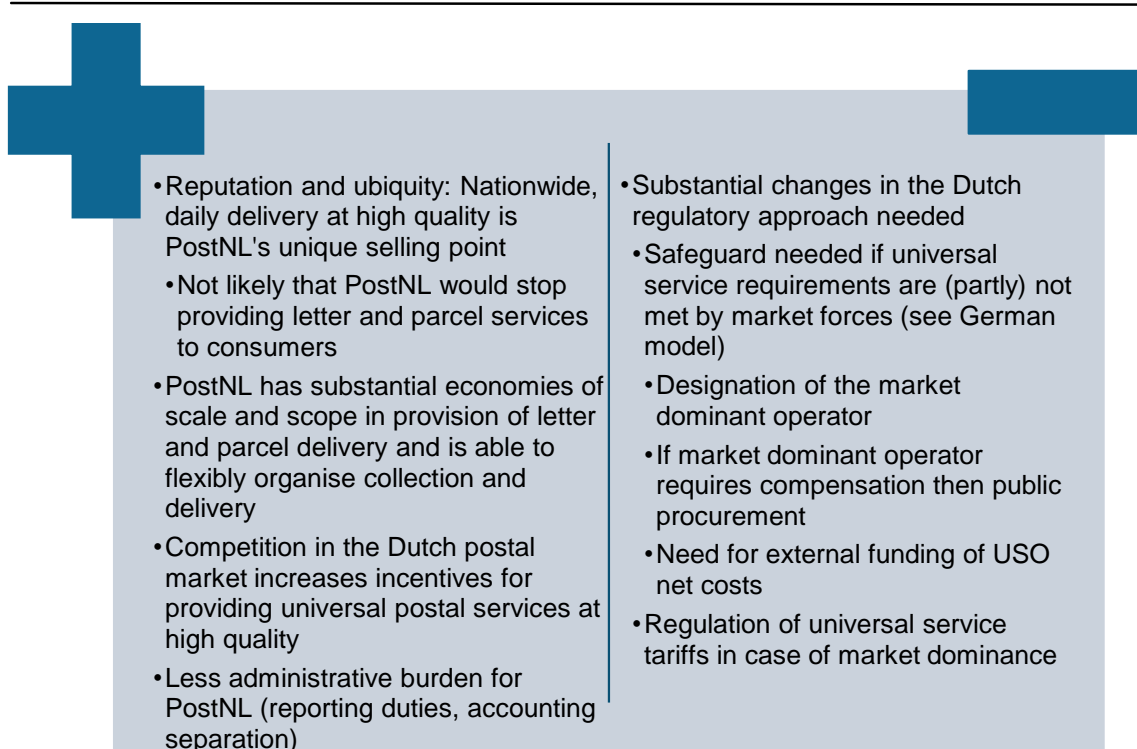 •Reputation and ubiquity: Nationwide,
daily delivery at high quality is
PostNL's unique selling point
•Not likely that PostNL would stop
providing letter and parcel services
to consumers
•PostNL has substantial economies of
scale and scope in provision of letter
and parcel delivery and is able to
flexibly organise collection and
delivery
•Competition in the Dutch postal
market increases incentives for
providing universal postal services at
high quality
•Less administrative burden for
PostNL (reporting duties, accounting
separation)
•Substantial changes in the Dutch
regulatory approach needed
•Safeguard needed if universal
service requirements are (partly) not
met by market forces (see German
model)
•Designation of the market
dominant operator
•If market dominant operator
requires compensation then public
procurement
•Need for external funding of USO
net costs
•Regulation of universal service
tariffs in case of market dominance